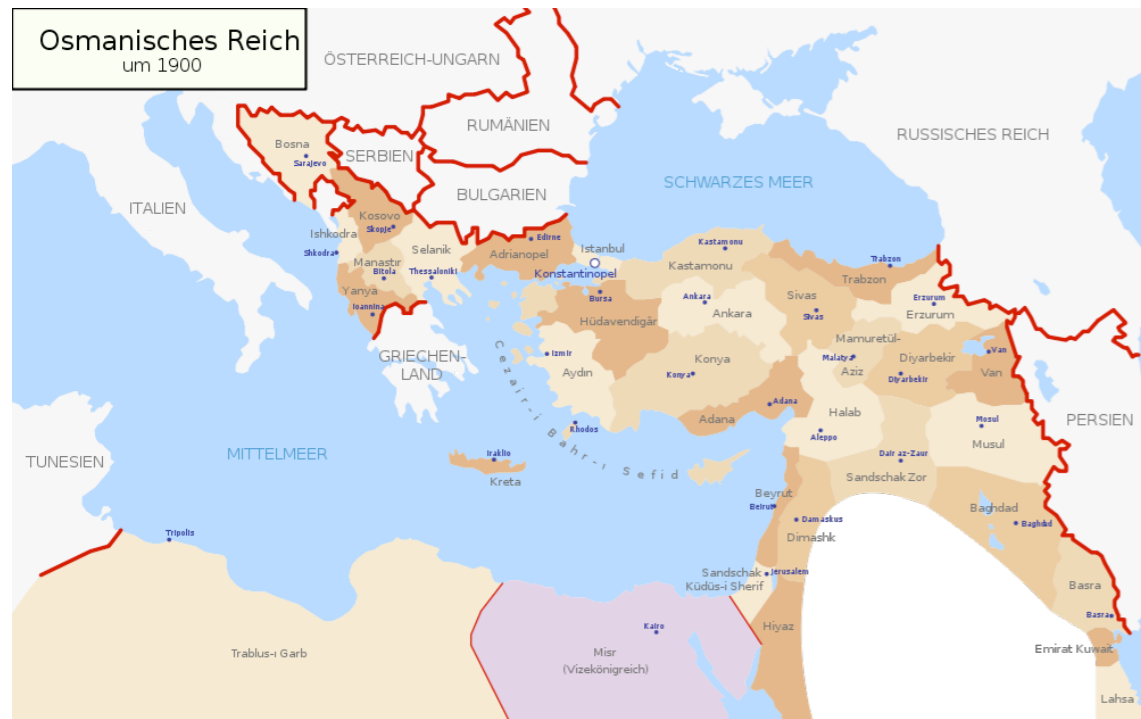 Osmanisches Reich
um 1900
ÖSTERREICH-UNGARN
RUMÄNIEN
RUSSISCHES REICH
Bosna
Sarajevo
SERBIEN
SCHWARZES MEER
BULGARIEN
ITALIEN
Kosovo
Skopje
Ishkodra
Shkodra
Selanik
Edirne
Adrianopel
Istanbul
Konstantinopel
Kastamonu
Kastamonu
Trabzon
Trabzon
Manastır
Bitola
Thessaloniki
Yanya
Ioannina
Bursa
Hüdavendigâr
Ankara
Ankara
Sivas
Sivas
Erzurum
Erzurum
GRIECHEN-
LAND
Cezair-i Bahr-ı Sefid
Izmir
Aydın
Konya
Konya
Mamuretül-
Aziz
Malatya
Diyarbekir
Diyarbekir
Van
Van
Adana
Adana
Rhodos
Halab
Aleppo
Mosul
Musul
PERSIEN
TUNESIEN
MITTELMEER
Iraklio
Kreta
Dair az-Zaur
Sandschak Zor
Beyrut
Beirut
Damaskus
Dimashk
Baghdad
Baghdad
Tripolis
Sandschak
Küdüs-i Sherif
Jerusalem
Basra
Basra
Kairo
Hiyaz
Trablus-ı Garb
Misr
(Vizekönigreich)
Emirat Kuwait
Lahsa